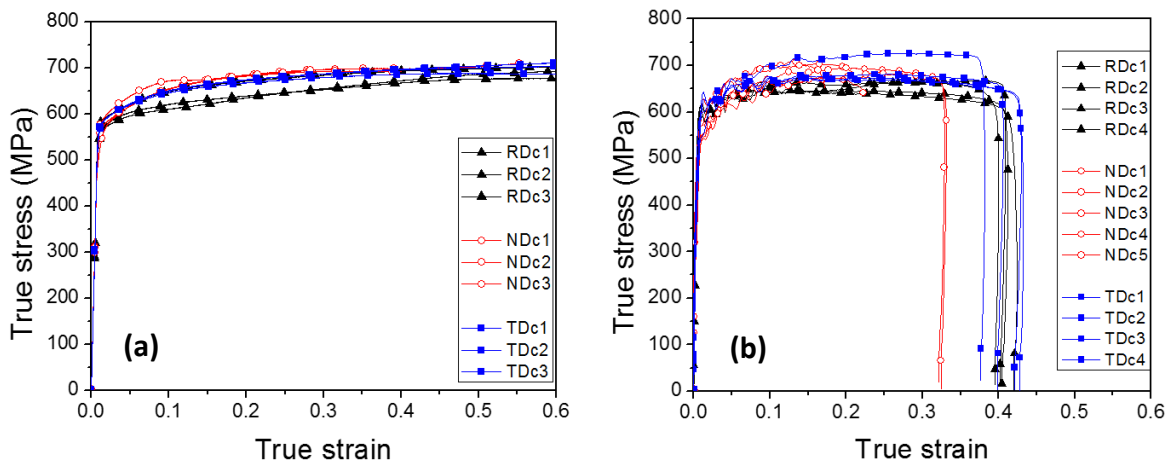 800
700
600
500
400
300
200
100
0
True stress (MPa)
0.0 0.1 0.2 0.3 0.4 0.5 0.6
True strain
RDc1
RDc2
RDc3
NDc1
NDc2
NDc3
TDc1
TDc2
TDc3
(a)
800
700
600
500
400
300
200
100
0
True stress (MPa)
0.0 0.1 0.2 0.3 0.4 0.5 0.6
True strain
RDc1
RDc2
RDc3
RDc4
NDc1
NDc2
NDc3
NDc4
NDc5
TDc1
TDc2
TDc3
TDc4
(b)